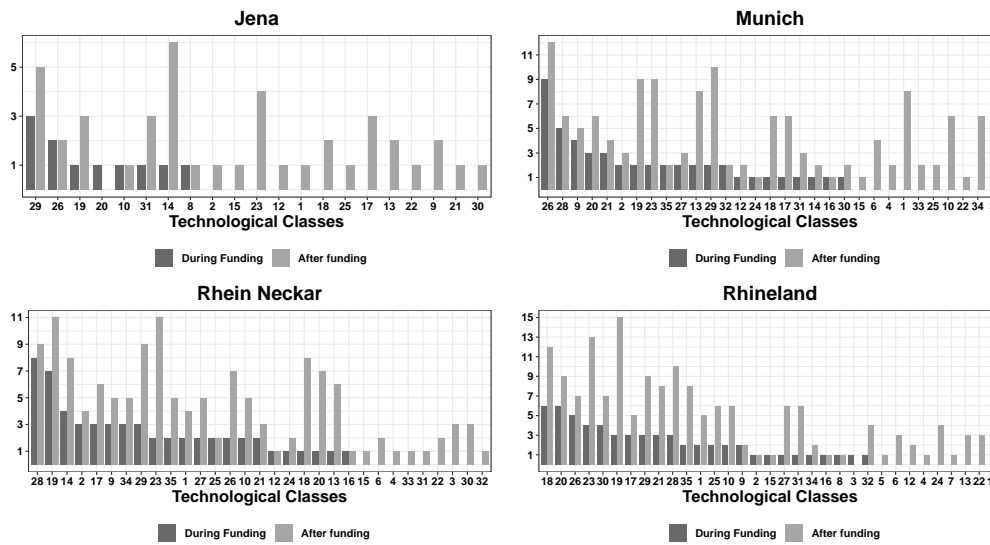 Jena
5
3
1
29 26 19 20 10 31 14 8 2 15 23 12 1 18 25 17 13 22 9 21 30
Technological Classes
During Funding After funding
Munich
11
9
7
5
3
1
26 28 9 20 21 2 19 23 35 27 13 29 32 12 24 18 17 31 14 16 30 15 6 4 1 33 25 10 22 34
Technological Classes
During Funding After funding
Rhein Neckar
11
9
7
5
3
1
28 19 14 2 17 9 34 29 23 35 1 27 25 26 10 21 12 24 18 20 13 16 15 6 4 33 31 22 3 30 32
Technological Classes
During Funding After funding
Rhineland
15
13
11
9
7
5
3
1
18 20 26 23 30 19 17 29 21 28 35 1 25 10 9 2 15 27 31 34 16 8 3 32 5 6 12 4 24 7 13 22
Technological Classes
During Funding After funding